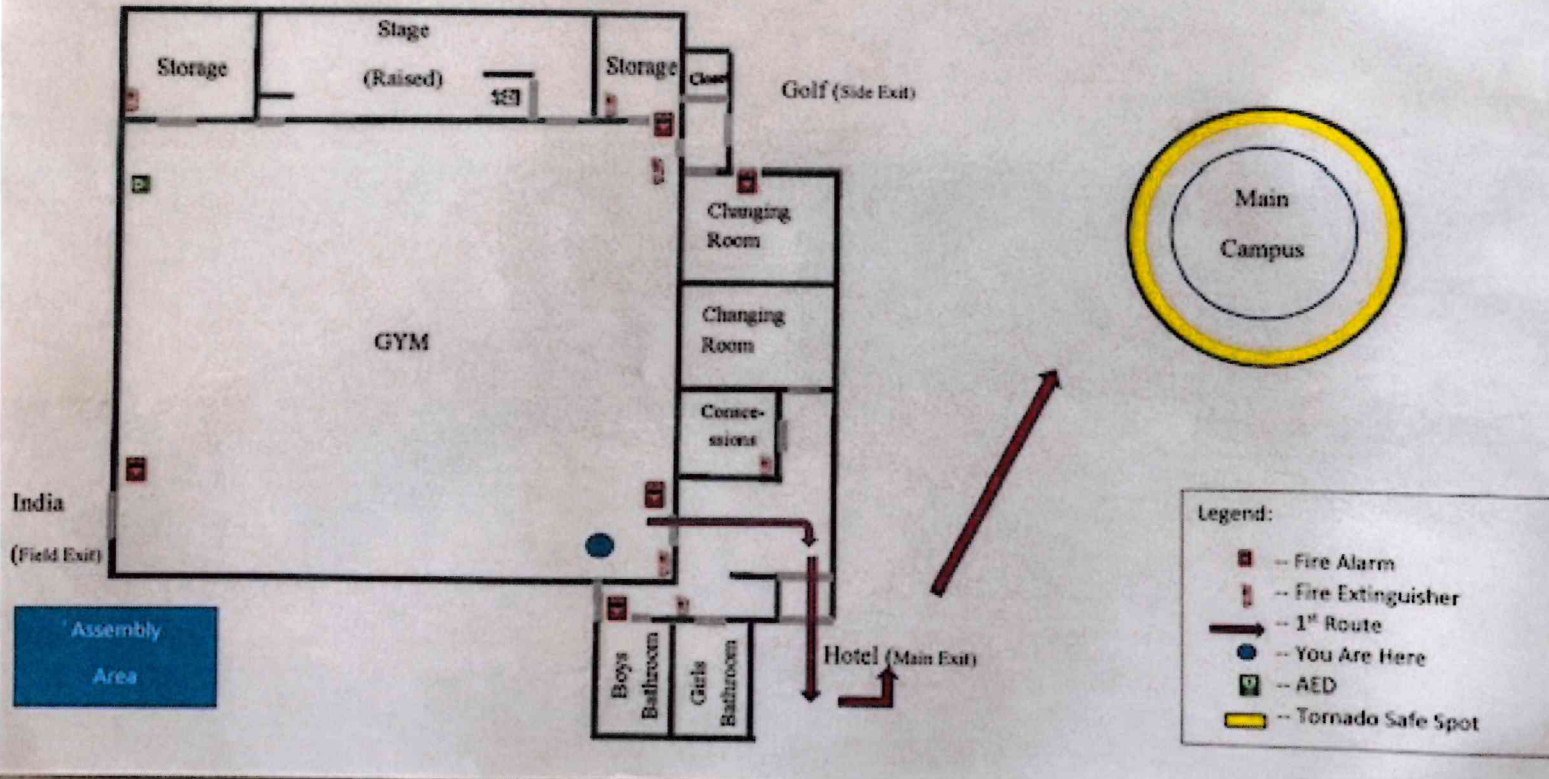 Stage
(Raised)
Storage
Storage
Golf (Side Exit)
Main
Campus
Changing
Room
Changing
Room
GYM
Consce-
ssions
India
(Field Exit)
Assembly
Area
Boys
Bathroom
Girls
Bathroom
Hotel (Main Exit)
Legend:
-- Fire Alarm
-- Fire Extinguisher
-- 1st Route
-- You Are Here
-- AED
-- Tornado Safe Spot